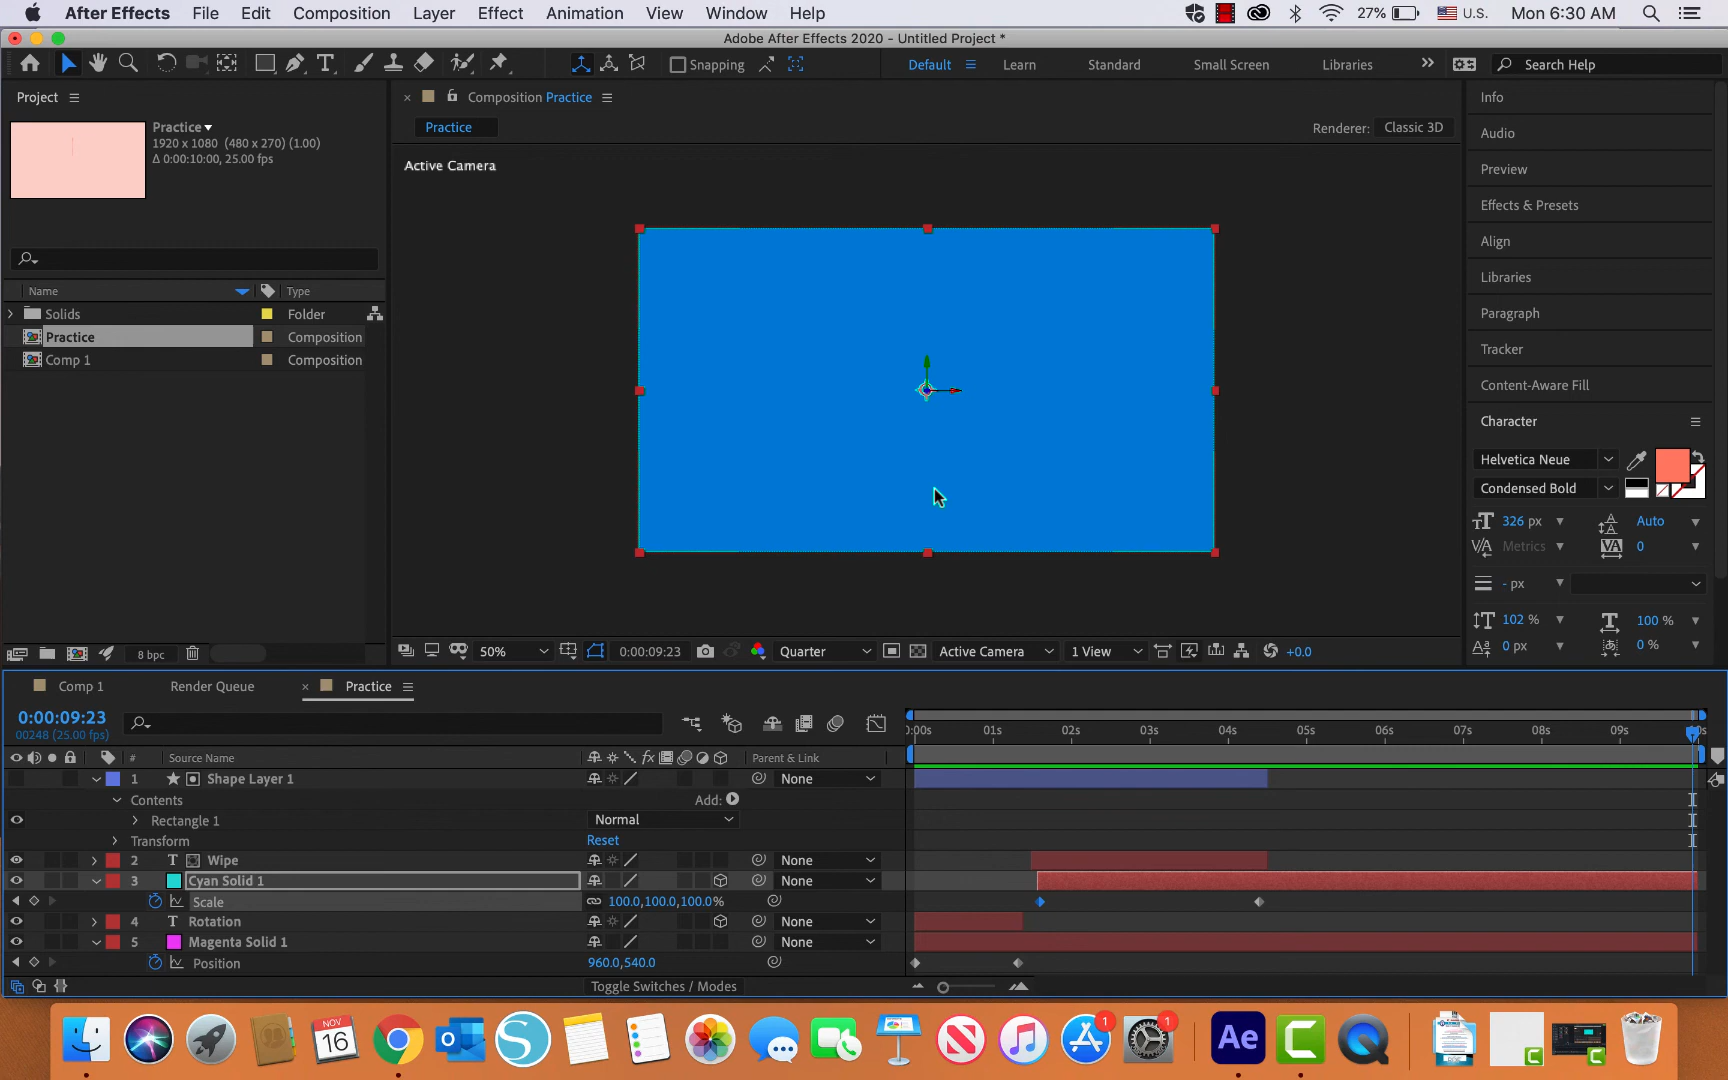 After Effects File Edit Composition Layer Effect Animation View Window Help 27% U.S. Mon 6:30 AM
Adobe After Effects 2020 - Untitled Project *
Snapping Default Learn Standard Small Screen Libraries Search Help
Project
Practice
1920 x 1080 (480 x 270) (1.00)
Δ 0:00:10:00, 25.00 fps
Name Type
Solids Folder
Practice Composition
Comp 1 Composition
8 bpc
Composition Practice
Practice
Renderer: Classic 3D
Active Camera
50% 0:00:09:23 Quarter Active Camera 1 View +0.0
Info
Audio
Preview
Effects & Presets
Align
Libraries
Paragraph
Tracker
Content-Aware Fill
Character
Helvetica Neue
Condensed Bold
326 px Auto
Metrics 0
- px
102 % 100 %
0 px 0 %
Comp 1 Render Queue Practice
0:00:09:23
00248 (25.00 fps)
:00s 01s 02s 03s 04s 05s 06s 07s 08s 09s
# Source Name Parent & Link
1 Shape Layer 1 None
Contents Add:
Rectangle 1 Normal
Transform Reset
2 T Wipe None
3 Cyan Solid 1 None
Scale 100.0,100.0,100.0%
4 T Rotation None
5 Magenta Solid 1 None
Position 960.0,540.0
Toggle Switches / Modes
NOV
16
S
1
1
Ae
C
C
C